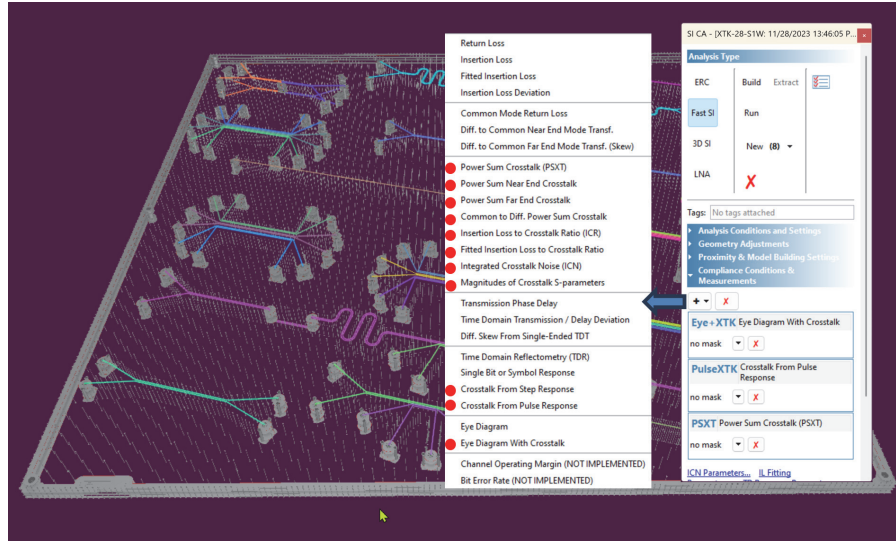 Return Loss
Insertion Loss
Fitted Insertion Loss
Insertion Loss Deviation
Common Mode Return Loss
Diff. to Common Near End Mode Transf.
Diff. to Common Far End Mode Transf. (Skew)
Power Sum Crosstalk (PSXT)
Power Sum Near End Crosstalk
Power Sum Far End Crosstalk
Common to Diff. Power Sum Crosstalk
Insertion Loss to Crosstalk Ratio (ICR)
Fitted Insertion Loss to Crosstalk Ratio
Integrated Crosstalk Noise (ICN)
Magnitudes of Crosstalk S-parameters
Transmission Phase Delay
Time Domain Transmission / Delay Deviation
Diff. Skew From Single-Ended TDT
Time Domain Reflectometry (TDR)
Single Bit or Symbol Response
Crosstalk From Step Response
Crosstalk From Pulse Response
Eye Diagram
Eye Diagram With Crosstalk
Channel Operating Margin (NOT IMPLEMENTED)
Bit Error Rate (NOT IMPLEMENTED)
SI CA - [XTK-28-S1W: 11/28/2023 13:46:05 P...
Analysis Type
ERC
Build Extract
Fast SI
Run
3D SI
New (8)
LNA
Tags: No tags attached
Analysis Conditions and Settings
Geometry Adjustments
Proximity & Model Building Settings
Compliance Conditions &
Measurements
Eye+XTK Eye Diagram With Crosstalk
no mask
PulseXTK Crosstalk From Pulse
Response
no mask
PSXT Power Sum Crosstalk (PSXT)
no mask
ICN Parameters... IL Fitting